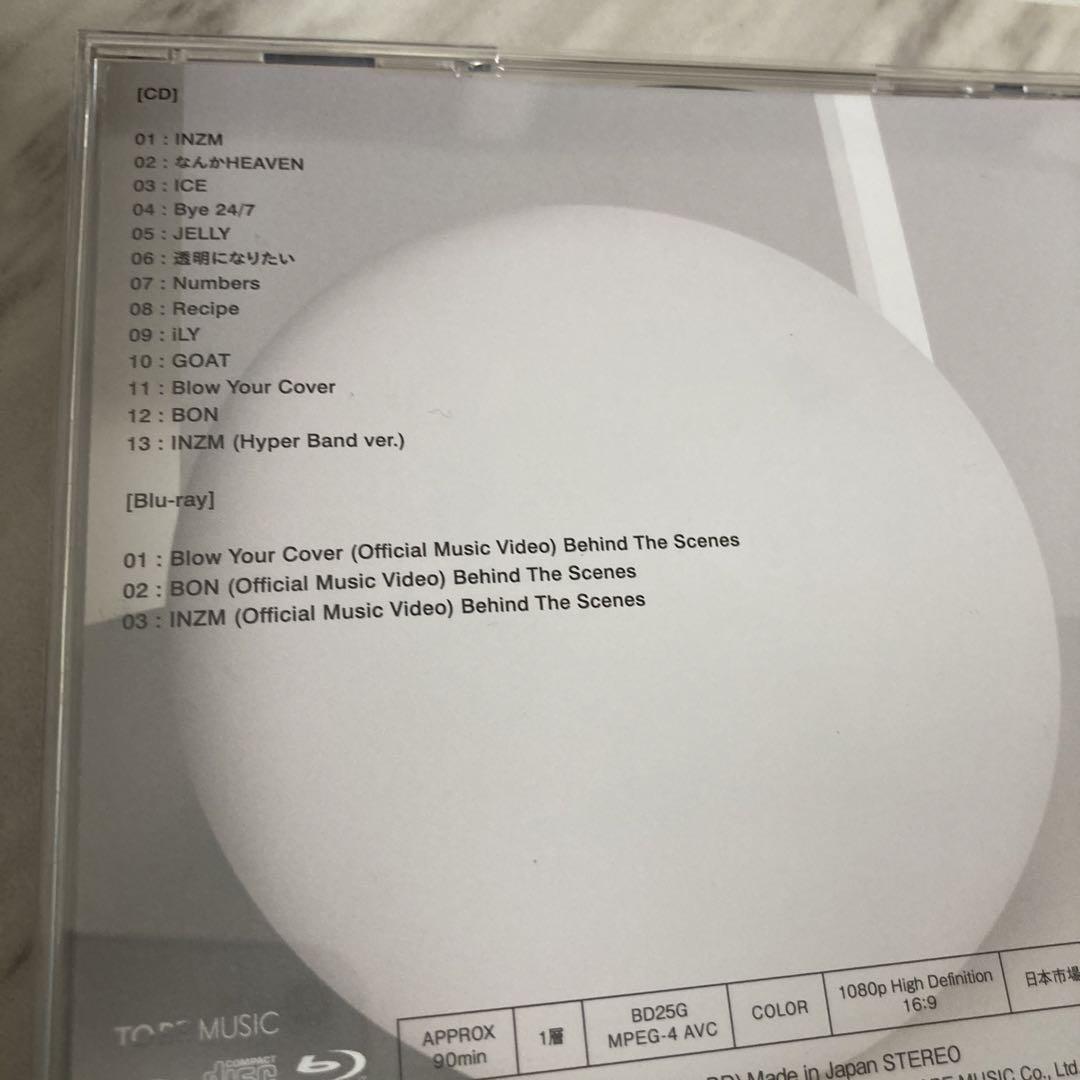 [CD]
01 : INZM
02 : なんかHEAVEN
03 : ICE
04 : Bye 24/7
05 : JELLY
06 : 透明になりたい
07 : Numbers
08 : Recipe
09 : iLY
10 : GOAT
11 : Blow Your Cover
12 : BON
13 : INZM (Hyper Band ver.)
[Blu-ray]
01 : Blow Your Cover (Official Music Video) Behind The Scenes
02 : BON (Official Music Video) Behind The Scenes
03 : INZM (Official Music Video) Behind The Scenes
TOBE MUSIC
COMPACT
disc
APPROX
90min
1層
BD25G
MPEG-4 AVC
COLOR
1080p High Definition
16:9
日本市場
Made in Japan STEREO
MUSIC Co., Ltd